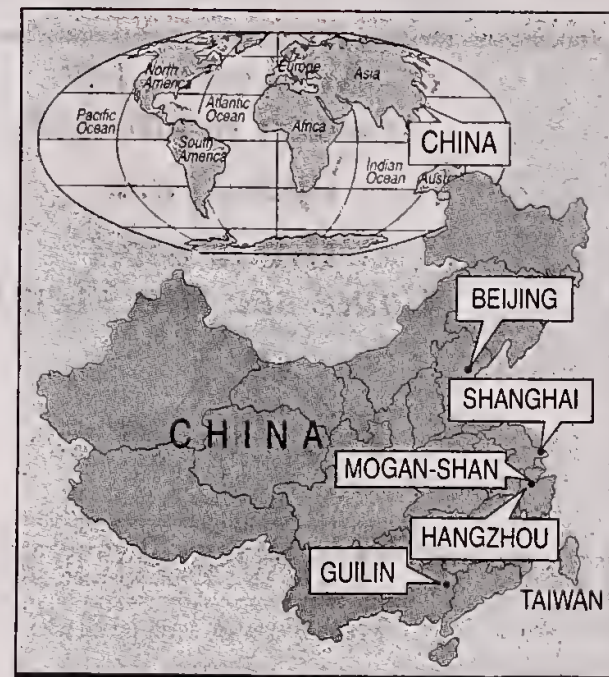 North
America
Europe
Asia
Pacific
Ocean
Atlantic
Ocean
Africa
CHINA
South
America
Indian
Ocean
Aust
BEIJING
SHANGHAI
CHINA
MOGAN-SHAN
HANGZHOU
GUILIN
TAIWAN